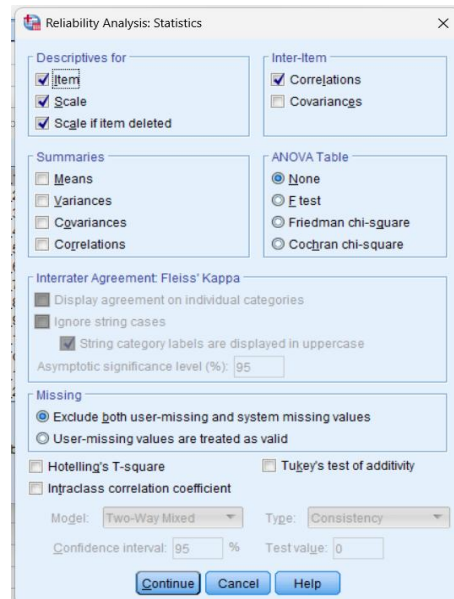 Reliability Analysis: Statistics
Descriptives for
Item
Scale
Scale if item deleted
Inter-Item
Correlations
Covariances
Summaries
Means
Variances
Covariances
Correlations
ANOVA Table
None
F test
Friedman chi-square
Cochran chi-square
Interrater Agreement: Fleiss' Kappa
Display agreement on individual categories
Ignore string cases
String category labels are displayed in uppercase
Asymptotic significance level (%): 95
Missing
Exclude both user-missing and system missing values
User-missing values are treated as valid
Hotelling's T-square Tukey's test of additivity
Intraclass correlation coefficient
Model: Two-Way Mixed Type: Consistency
Confidence interval: 95 % Test value: 0
Continue Cancel Help